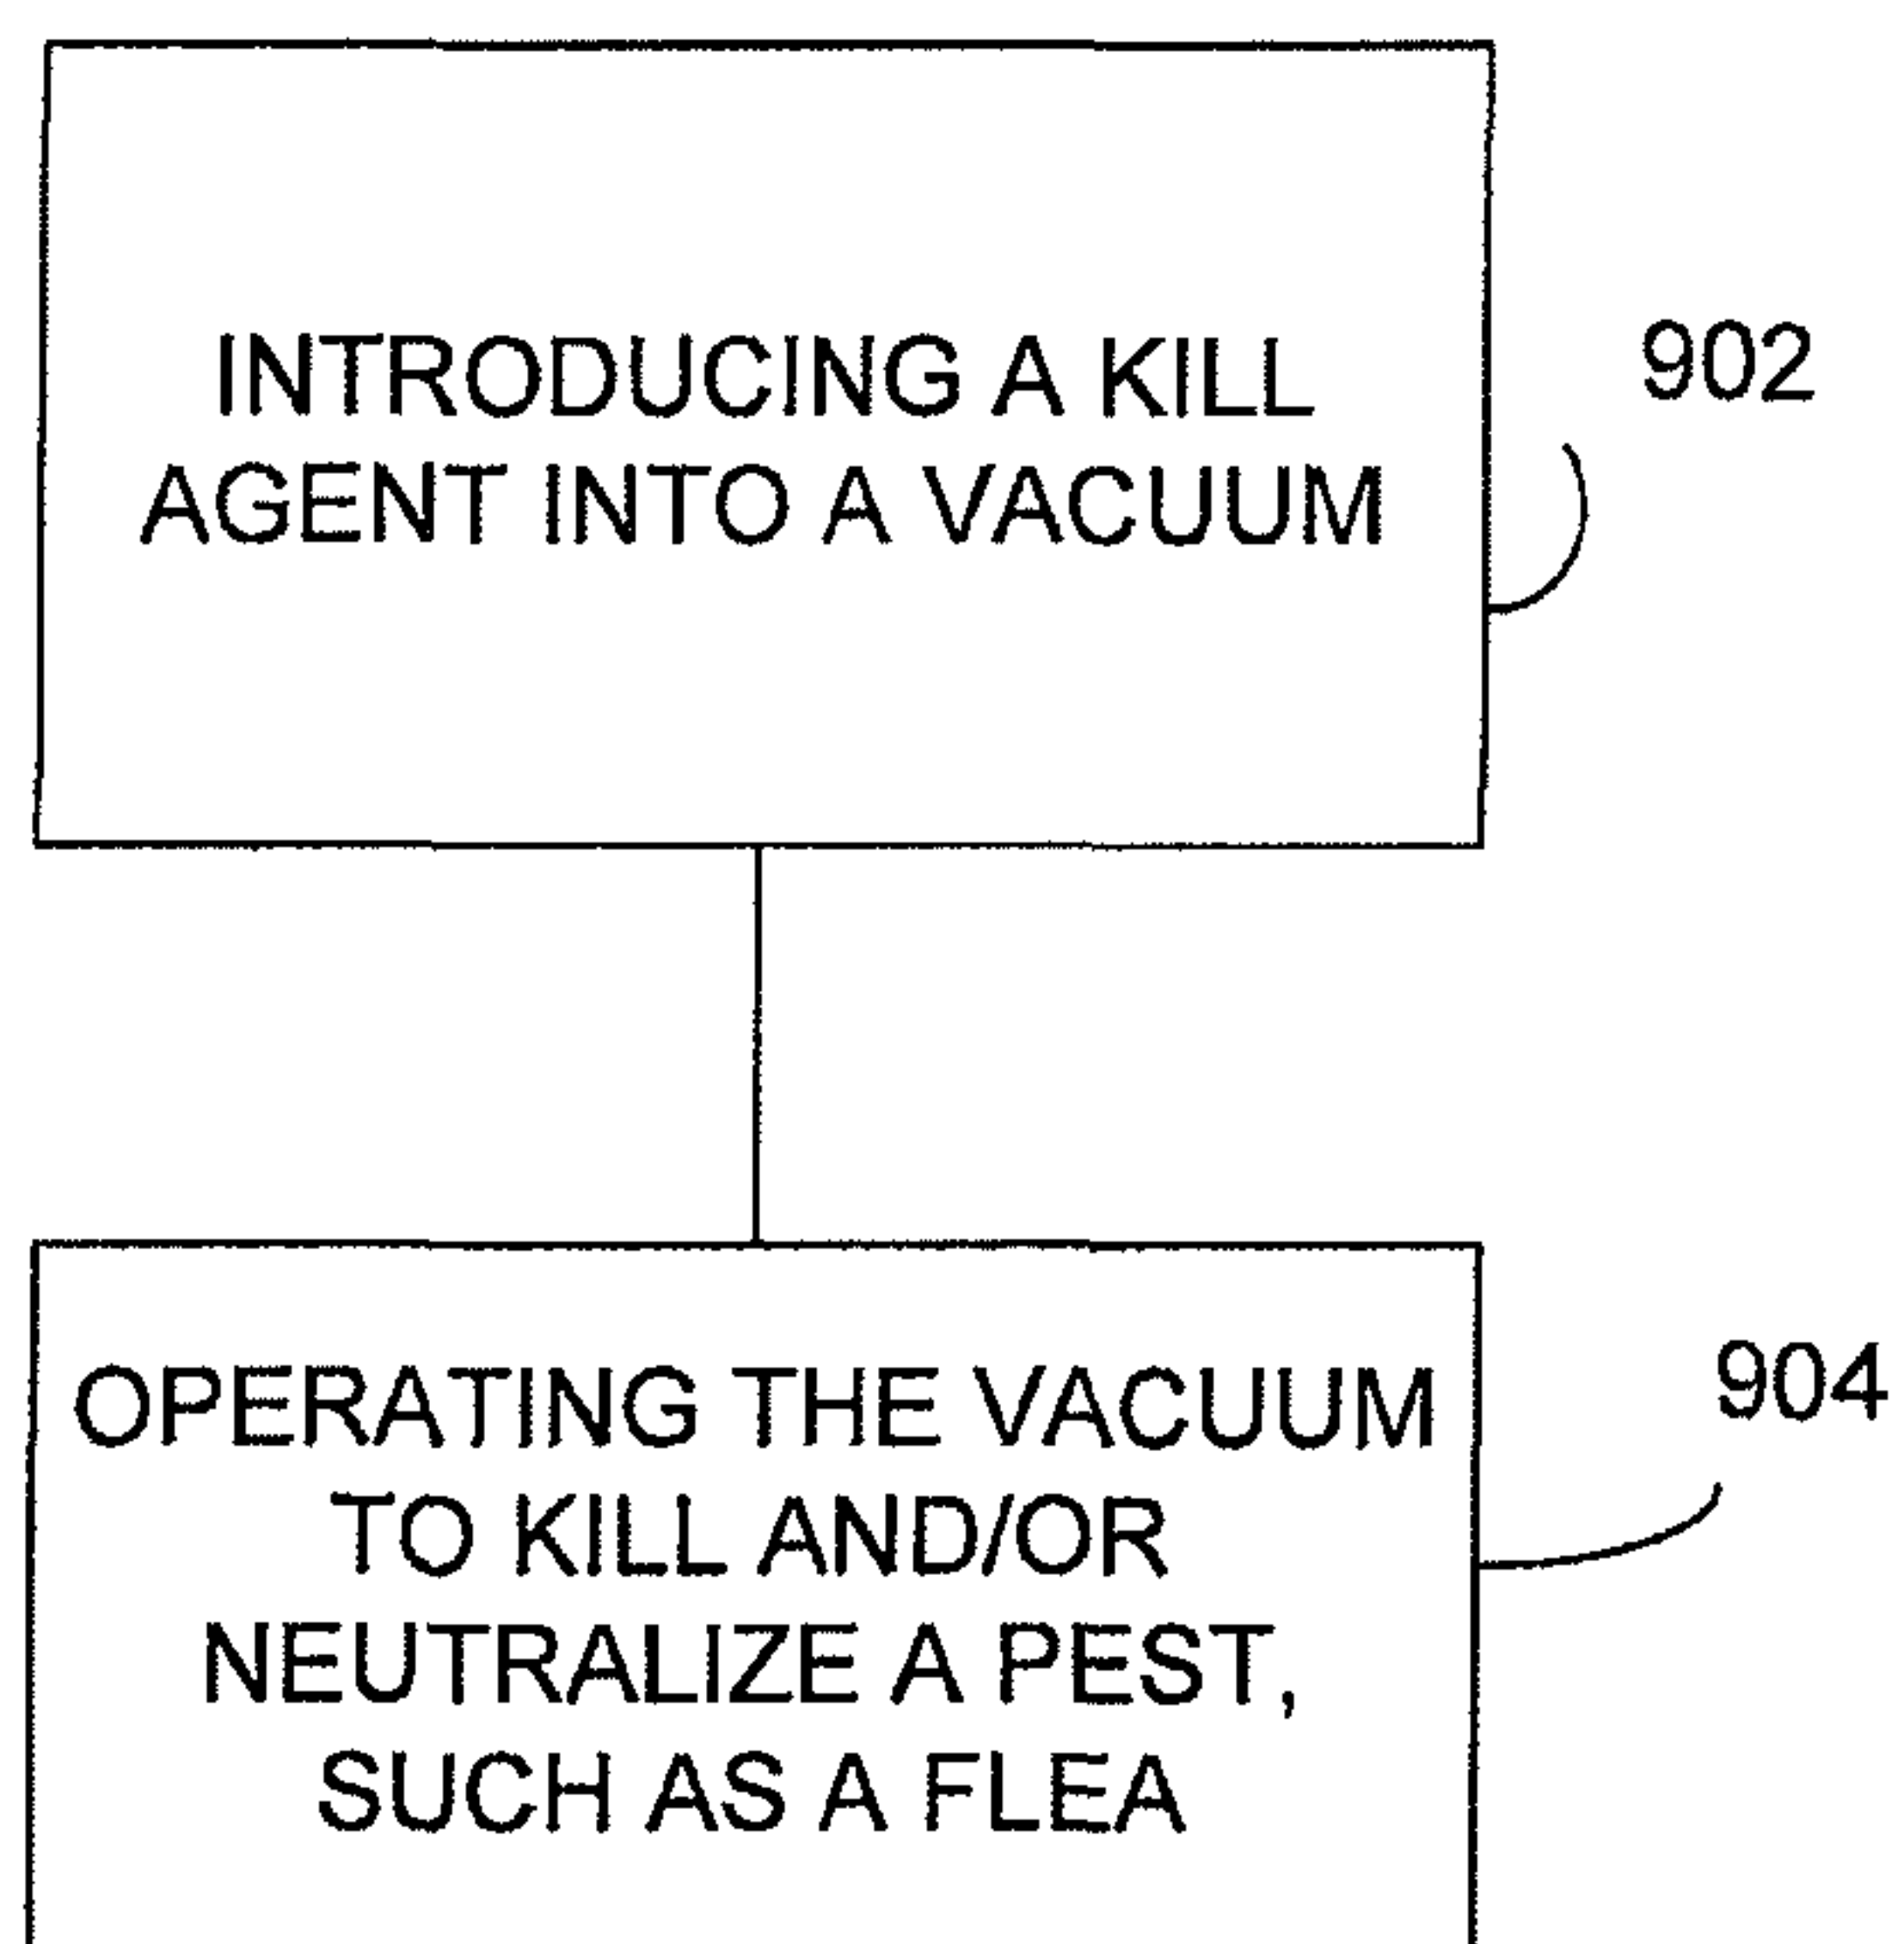 INTRODUCING A KILL
AGENT INTO A VACUUM
902
OPERATING THE VACUUM
TO KILL AND/OR
NEUTRALIZE A PEST,
SUCH AS A FLEA
904